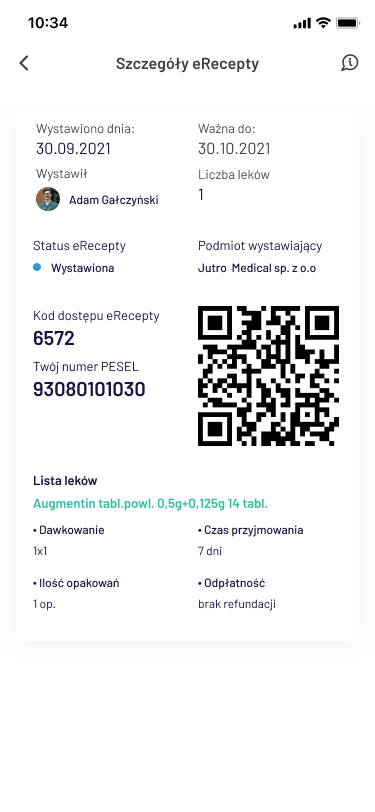 10:34
Szczegóły eRecepty
Wystawiono dnia:
30.09.2021
Ważna do:
30.10.2021
Wystawił
Adam Gałczyński
Liczba leków
1
Status eRecepty
Wystawiona
Podmiot wystawiający
Jutro Medical sp. z o.o
Kod dostępu eRecepty
6572
Twój numer PESEL
93080101030
Lista leków
Augmentin tabl.powl. 0,5g+0,125g 14 tabl.
• Dawkowanie
1x1
• Czas przyjmowania
7 dni
• Ilość opakowań
1 op.
• Odpłatność
brak refundacji